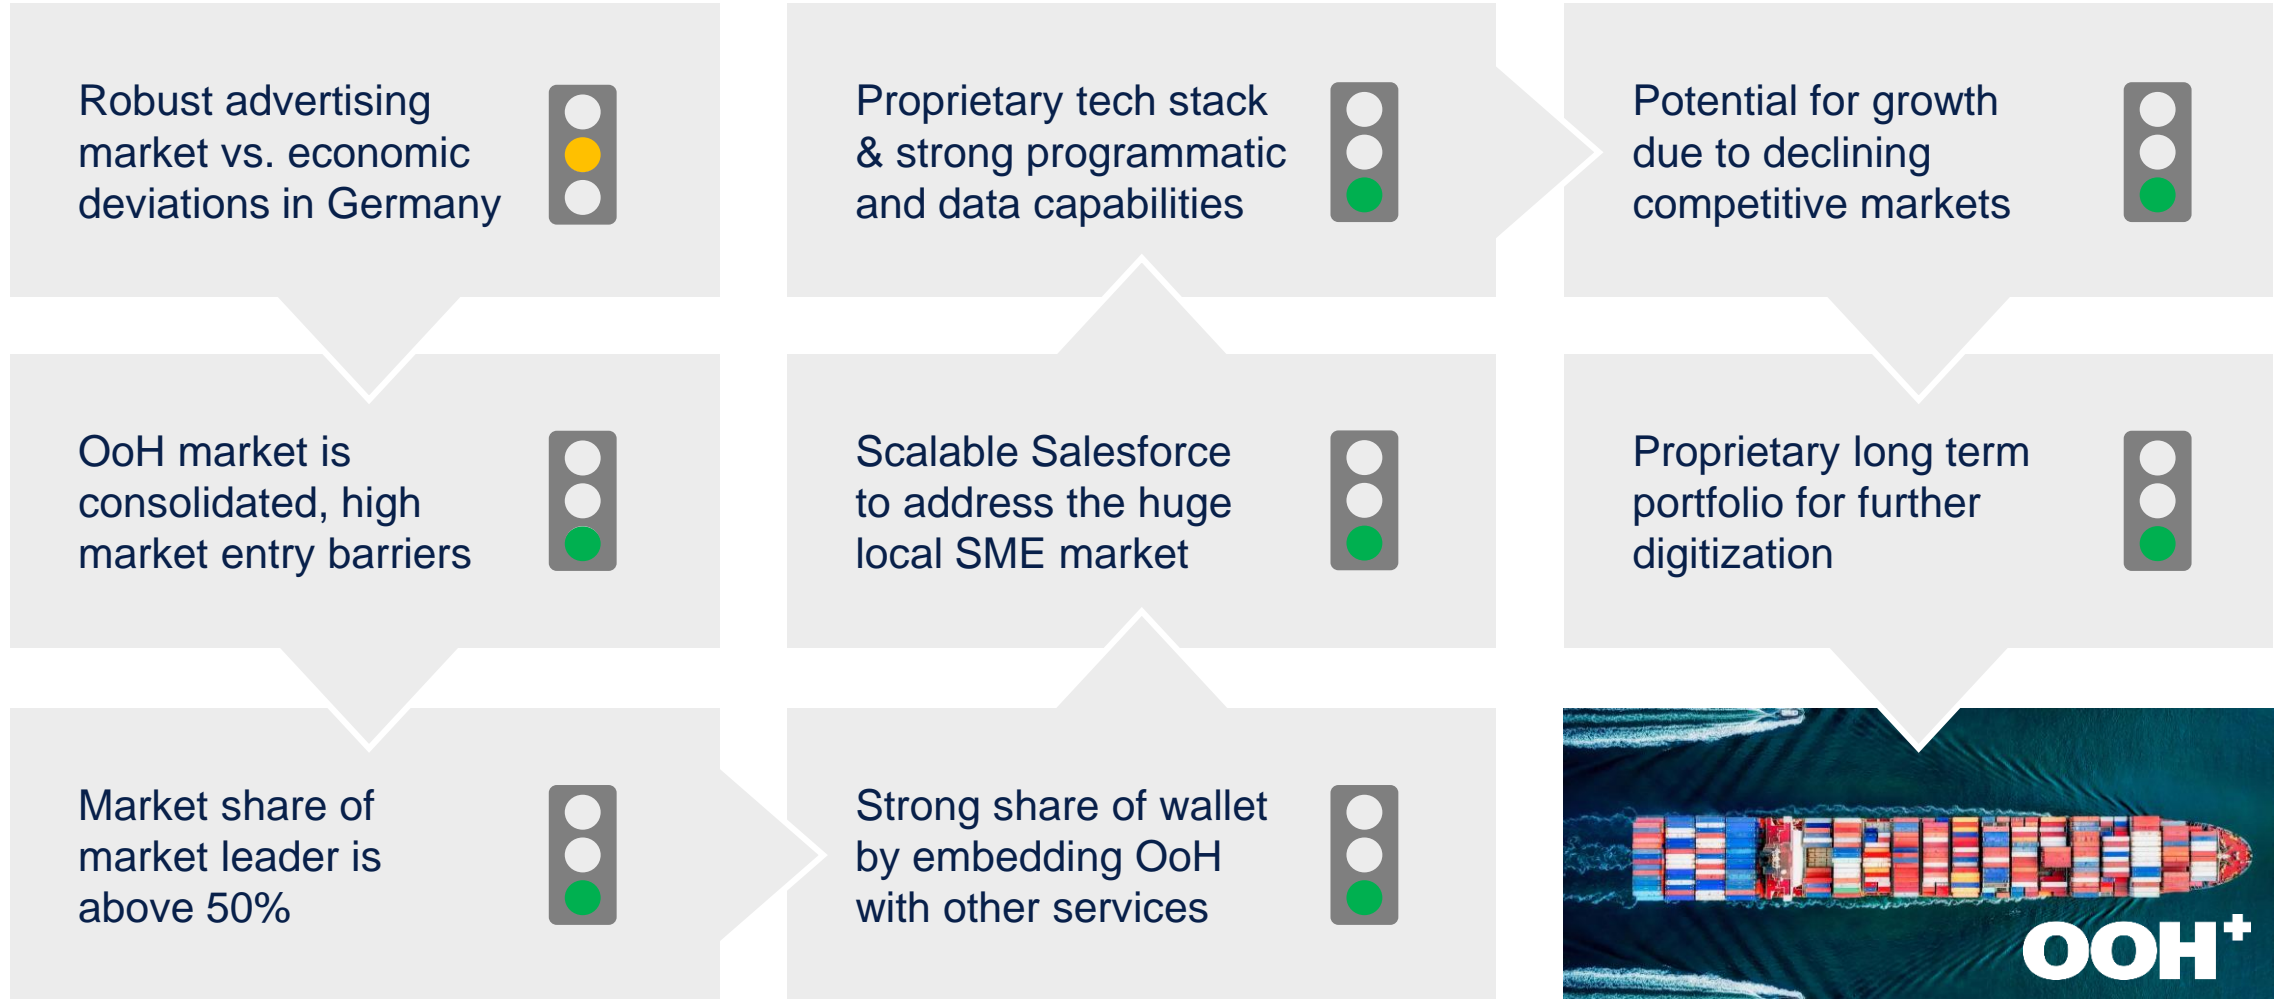 Robust advertising
market vs. economic
deviations in Germany
OoH market is
consolidated, high
market entry barriers
Market share of
market leader is
above 50%
Strong share of wallet
by embedding OoH
with other services
Scalable Salesforce
to address the huge
local SME market
Proprietary tech stack
& strong programmatic
and data capabilities
Potential for growth
due to declining
competitive markets
Proprietary long term
portfolio for further
digitization
OOH+